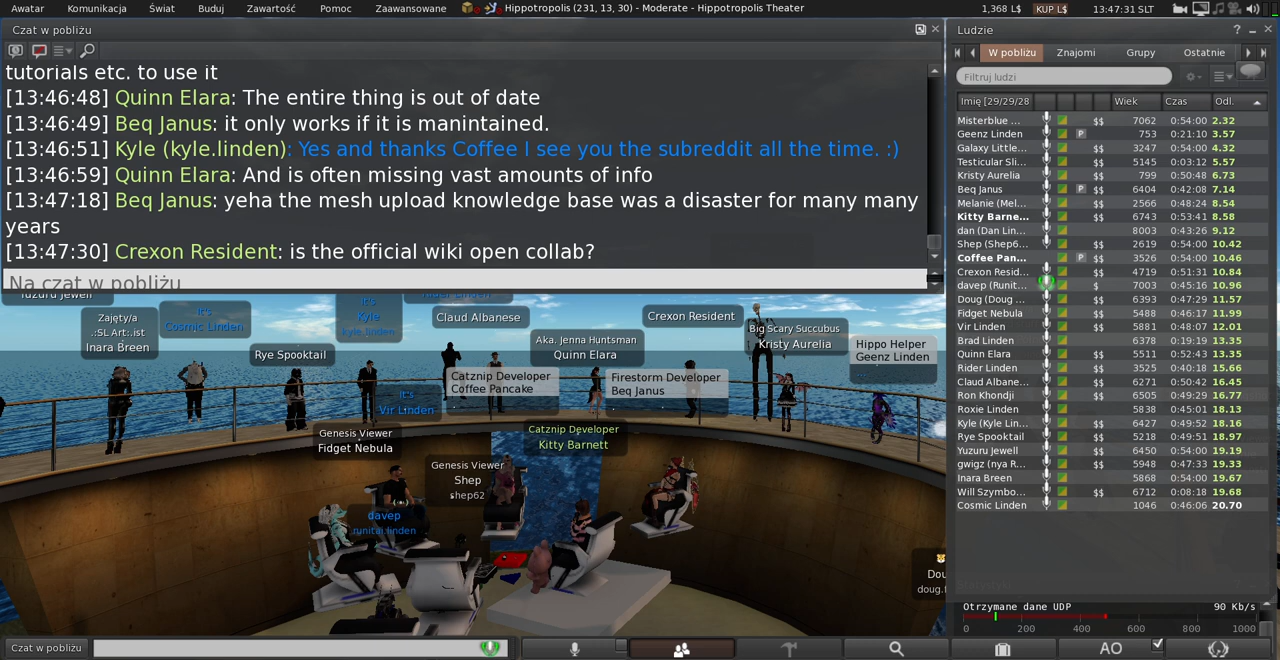 Awatar Komunikacja Świat Buduj Zawartość Pomoc Zaawansowane Hippotropolis (231, 13, 30) - Moderate - Hippotropolis Theater 1,368 L$ KUP L$ 13:47:31 SLT
Czat w pobliżu
tutorials etc. to use it
[13:46:48] Quinn Elara: The entire thing is out of date
[13:46:49] Beq Janus: it only works if it is manintained.
[13:46:51] Kyle (kyle.linden): Yes and thanks Coffee I see you the subreddit all the time. :)
[13:46:59] Quinn Elara: And is often missing vast amounts of info
[13:47:18] Beq Janus: yeha the mesh upload knowledge base was a disaster for many many
years
[13:47:30] Crexon Resident: is the official wiki open collab?
Na czat w pobliżu
Yuzuru Jewell
Zajęty/a
.:SL Art:.ist
Inara Breen
It's
Cosmic Linden
Rye Spooktail
It's
Kyle
kyle.linden
Rider Linden
Claud Albanese
Aka. Jenna Huntsman
Quinn Elara
Crexon Resident
Big Scary Succubus
Kristy Aurelia
Hippo Helper
Geenz Linden
Catznip Developer
Coffee Pancake
Firestorm Developer
Beq Janus
It's
Vir Linden
Genesis Viewer
Fidget Nebula
Catznip Developer
Kitty Barnett
Genesis Viewer
Shep
shep62
davep
runitai.linden
Dou
doug.
Ludzie
W pobliżu Znajomi Grupy Ostatnie
Filtruj ludzi
Imię [29/29/28 Wiek Czas Odl.
Misterblue ... $$ 7062 0:54:00 2.32
Geenz Linden P 753 0:21:10 3.57
Galaxy Little... $$ 3247 0:54:00 4.32
Testicular Sli... $$ 5145 0:03:12 5.57
Kristy Aurelia $$ 799 0:50:48 6.73
Beq Janus P $$ 6404 0:42:08 7.14
Melanie (Mel... $$ 2566 0:48:24 8.54
Kitty Barne... $$ 6743 0:53:41 8.58
dan (Dan Lin... 8003 0:43:26 9.12
Shep (Shep6... $$ 2619 0:54:00 10.42
Coffee Pan... P $$ 3526 0:54:00 10.46
Crexon Resid... $$ 4719 0:51:31 10.84
davep (Runit... $ 7003 0:45:16 10.96
Doug (Doug ... $$ 6393 0:47:29 11.57
Fidget Nebula $$ 5488 0:46:17 11.99
Vir Linden $$ 5881 0:48:07 12.01
Brad Linden 6378 0:19:19 13.35
Quinn Elara $$ 5511 0:52:43 13.35
Rider Linden $$ 3525 0:40:18 15.66
Claud Albane... $$ 6271 0:50:42 16.45
Ron Khondji $$ 6505 0:49:29 16.77
Roxie Linden 5838 0:45:01 18.13
Kyle (Kyle Lin... $$ 6427 0:49:52 18.16
Rye Spooktail $$ 5218 0:49:51 18.97
Yuzuru Jewell $$ 6450 0:54:00 19.19
gwigz (nya R... $$ 5948 0:47:33 19.33
Inara Breen 5868 0:54:00 19.67
Will Szymbo... $$ 6712 0:08:18 19.68
Cosmic Linden 1046 0:46:06 20.70
Otrzymane dane UDP 90 Kb/s
0 200 400 600 800 1000
Czat w pobliżu
AO